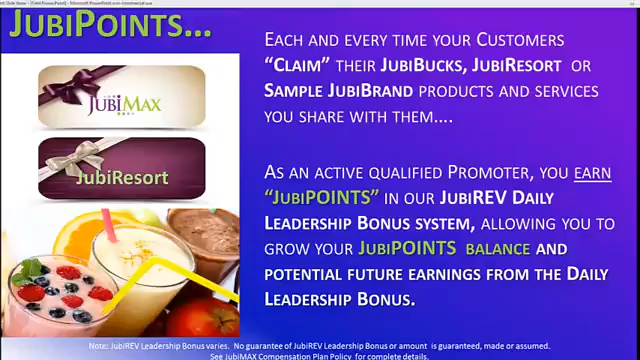 JubiPoints...
JubiMax
JubiResort
Each and every time your Customers
“Claim” their JubiBucks, JubiResort or
Sample JubiBrand products and services
you share with them....
As an active qualified Promoter, you earn
“JubiPOINTS” in our JubiREV Daily
Leadership Bonus system, allowing you to
grow your JubiPOINTS balance and
potential future earnings from the Daily
Leadership Bonus.
Note: JubiREV Leadership Bonus varies. No guarantee of JubiREV Leadership Bonus or amount is guaranteed, made or assumed.
See JubiMAX Compensation Plan Policy for complete details.